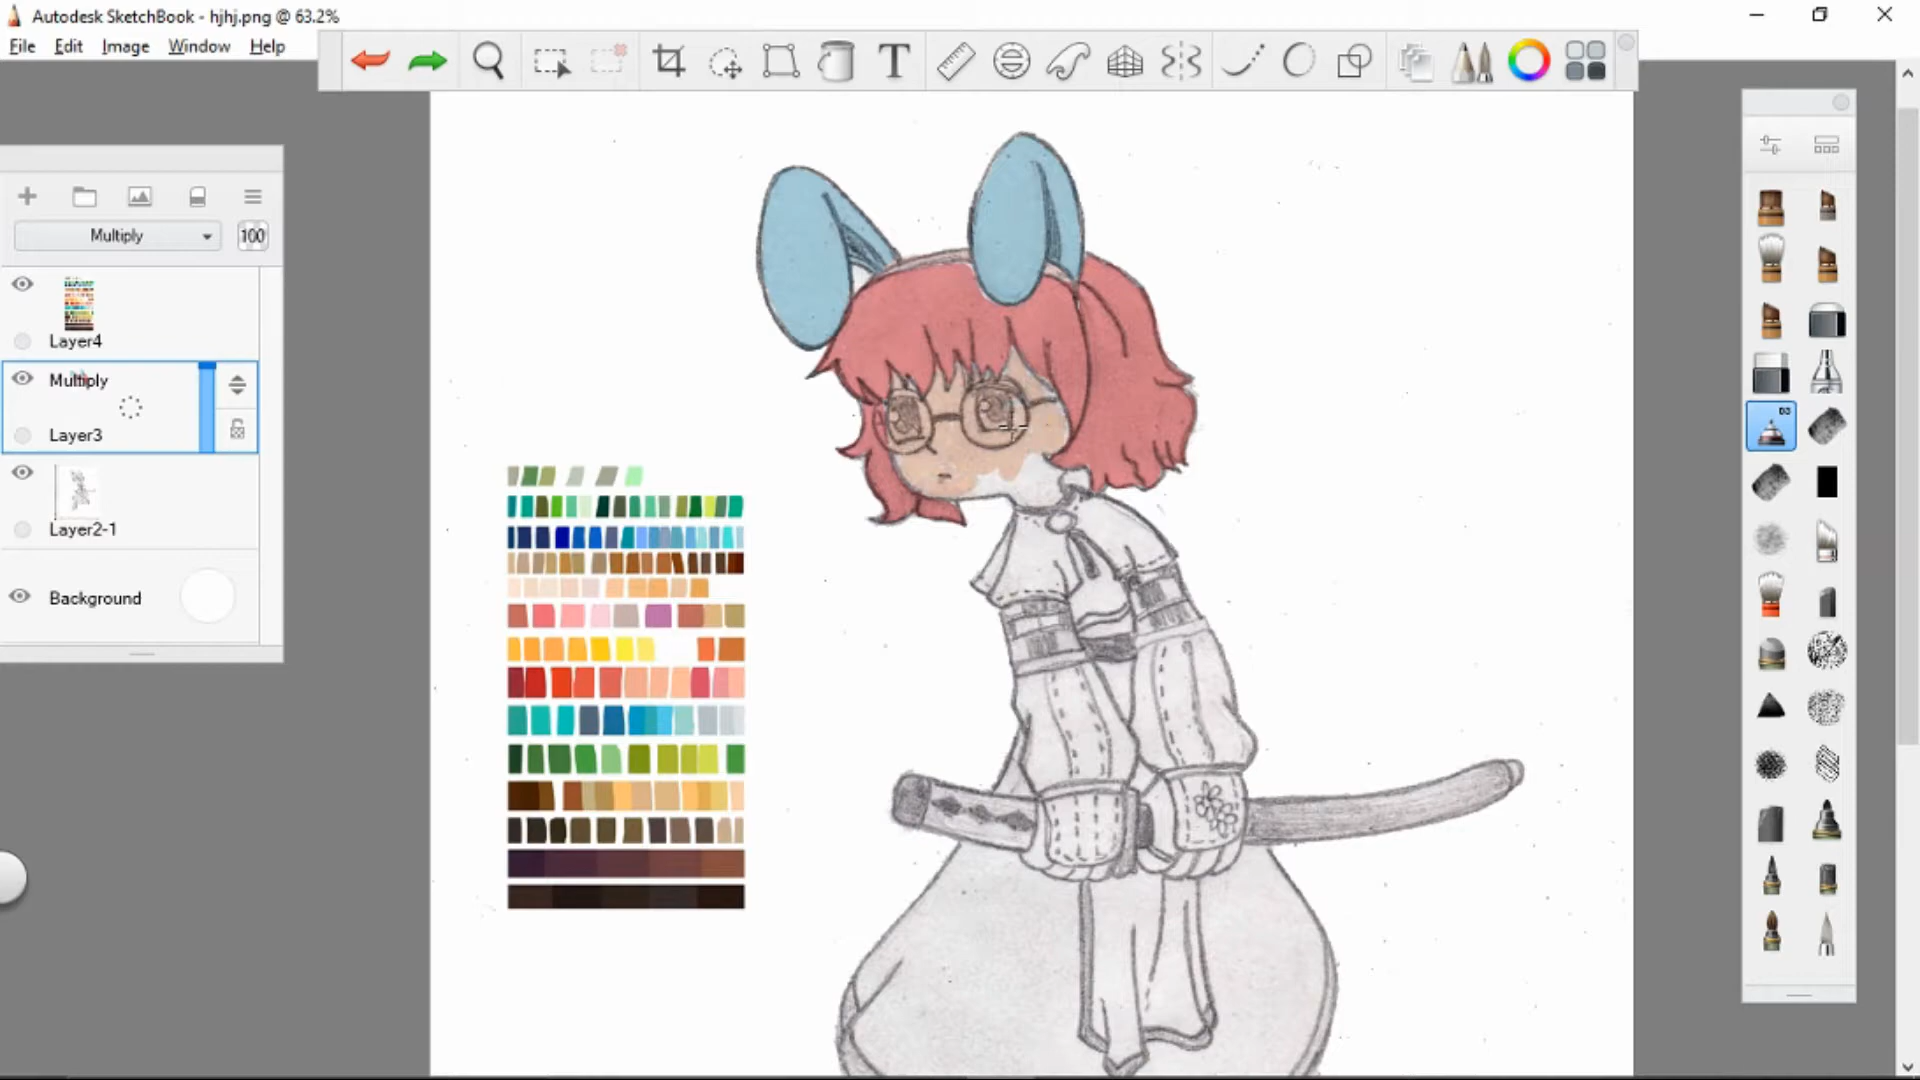 Autodesk SketchBook - hjhj.png @ 63.2%
File Edit Image Window Help
T
Multiply 100
Layer4
Multiply
Layer3
Layer2-1
Background